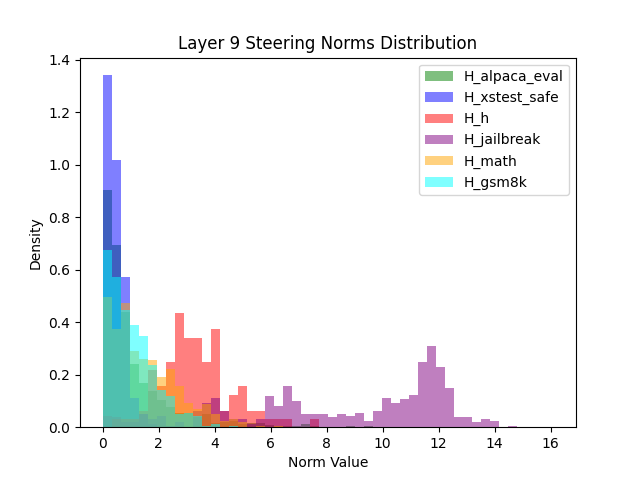 Layer 9 Steering Norms Distribution
1.4
1.2
1.0
0.8
0.6
0.4
0.2
0.0
Density
H_alpaca_eval
H_xstest_safe
H_h
H_jailbreak
H_math
H_gsm8k
0 2 4 6 8 10 12 14 16
Norm Value